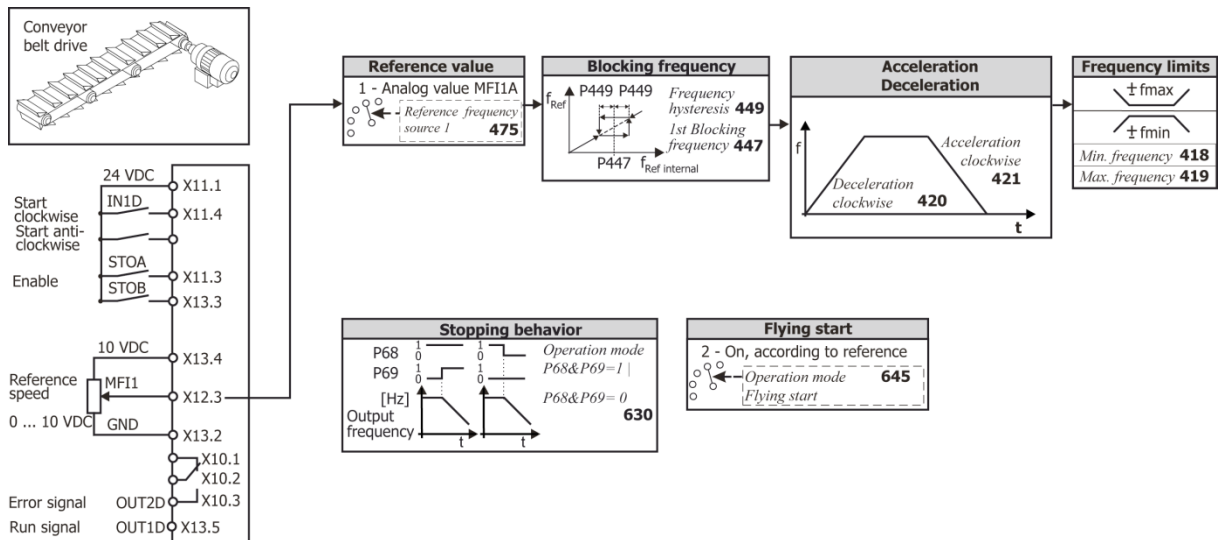 Conveyor
belt drive
24 VDC
X11.1
Start
clockwise
IN1D
X11.4
Start anti-
clockwise
STOA
X11.3
Enable
STOB
X13.3
10 VDC
X13.4
Reference
speed
MFI1
X12.3
0 ... 10 VDC
GND
X13.2
X10.1
X10.2
Error signal
OUT2D
X10.3
Run signal
OUT1D
X13.5
Reference value
1 - Analog value MFI1A
Reference frequency
source 1
475
Blocking frequency
fRef
P449 P449
Frequency
hysteresis 449
1st Blocking
frequency 447
P447
fRef internal
Acceleration
Deceleration
f
Acceleration
clockwise
421
Deceleration
clockwise 420
t
Frequency limits
± fmax
± fmin
Min. frequency 418
Max. frequency 419
Stopping behavior
P68
1
0
1
0
P69
1
0
1
0
Operation mode
P68&P69=1 |
P68&P69= 0
630
[Hz]
Output
frequency
t
t
Flying start
2 - On, according to reference
Operation mode 645
Flying start